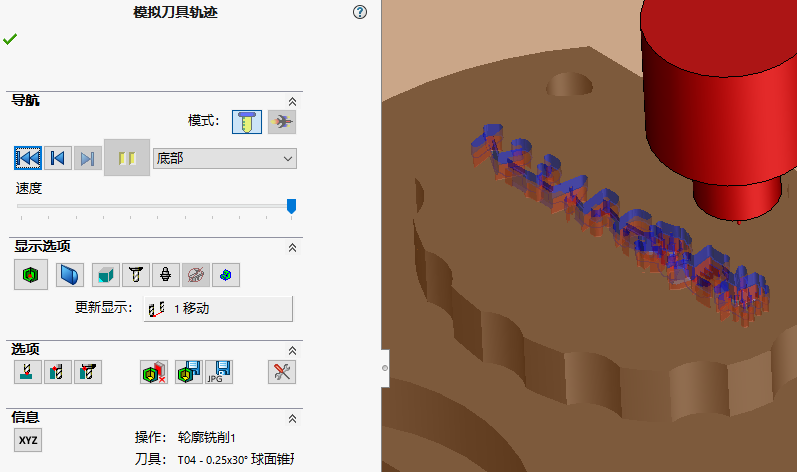 模拟刀具轨迹
导航
模式：
底部
速度
显示选项
更新显示： 1 移动
选项
JPG
信息
XYZ
操作： 轮廓铣削1
刀具： T04 - 0.25x30° 球面锥形